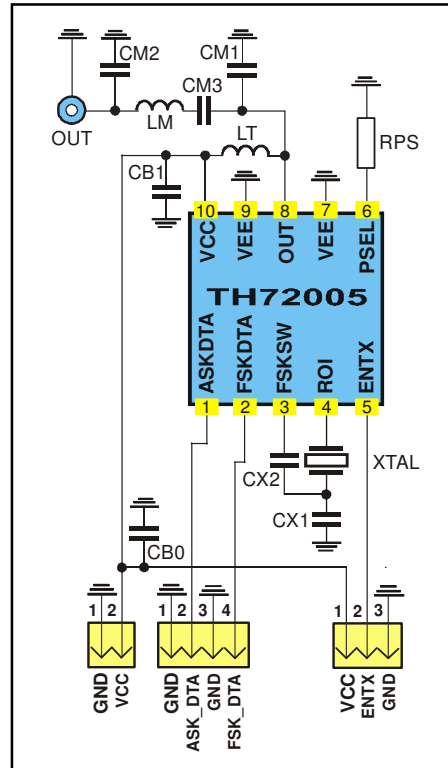 CM2
CM1
CM3
OUT
LM
LT
RPS
CB1
10 9 8 7 6
VCC VEE OUT VEE PSEL
TH72005
ASKDTA FSKDTA FSKSW ROI ENTX
1 2 3 4 5
CX2
XTAL
CX1
CB0
1 2
1 2 3 4
1 2 3
GND VCC
GND ASK_DTA GND FSK_DTA
VCC ENTX GND